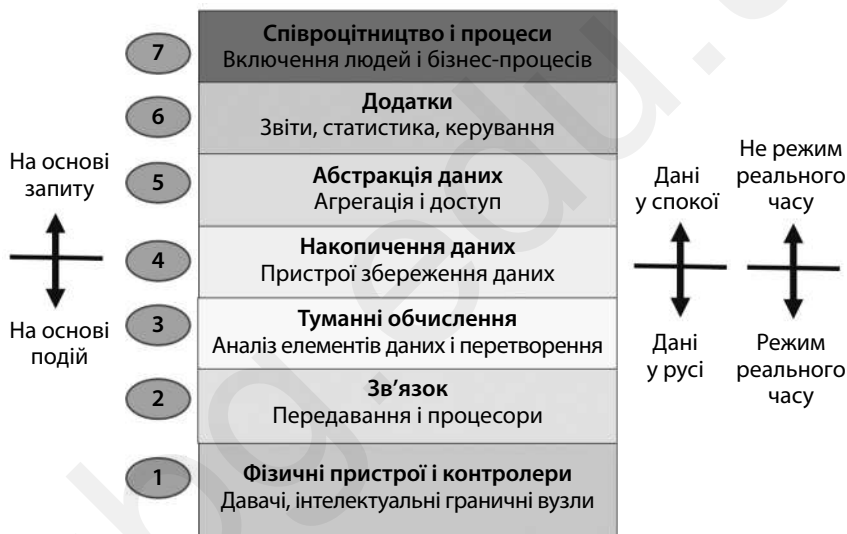 7
Співроцітництво і процеси
Включення людей і бізнес-процесів
6
Додатки
Звіти, статистика, керування
5
Абстракція даних
Агрегація і доступ
4
Накопичення даних
Пристрої збереження даних
3
Туманні обчислення
Аналіз елементів даних і перетворення
2
Зв’язок
Передавання і процесори
1
Фізичні пристрої і контролери
Давачі, інтелектуальні граничні вузли
На основі
запиту
На основі
подій
Дані
у спокої
Дані
у русі
Не режим
реального
часу
Режим
реального
часу
bg.edu.u